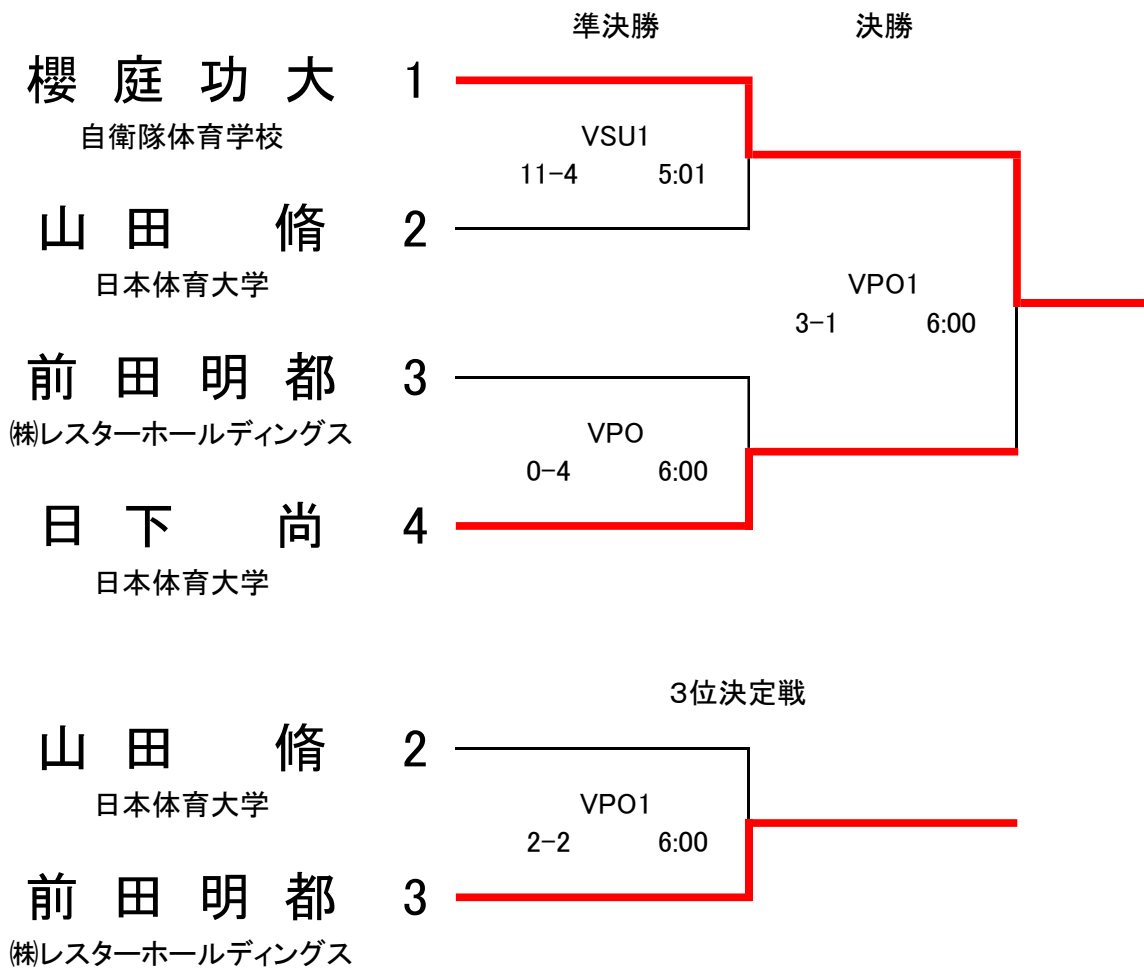 準決勝 決勝
櫻庭功大 1
自衛隊体育学校
VSU1
11-4 5:01
山田 脩 2
日本体育大学
VPO1
3-1 6:00
前田明都 3
㈱レスターホールディングス
VPO
0-4 6:00
日下 尚 4
日本体育大学
3位決定戦
山田 脩 2
日本体育大学
VPO1
2-2 6:00
前田明都 3
㈱レスターホールディングス